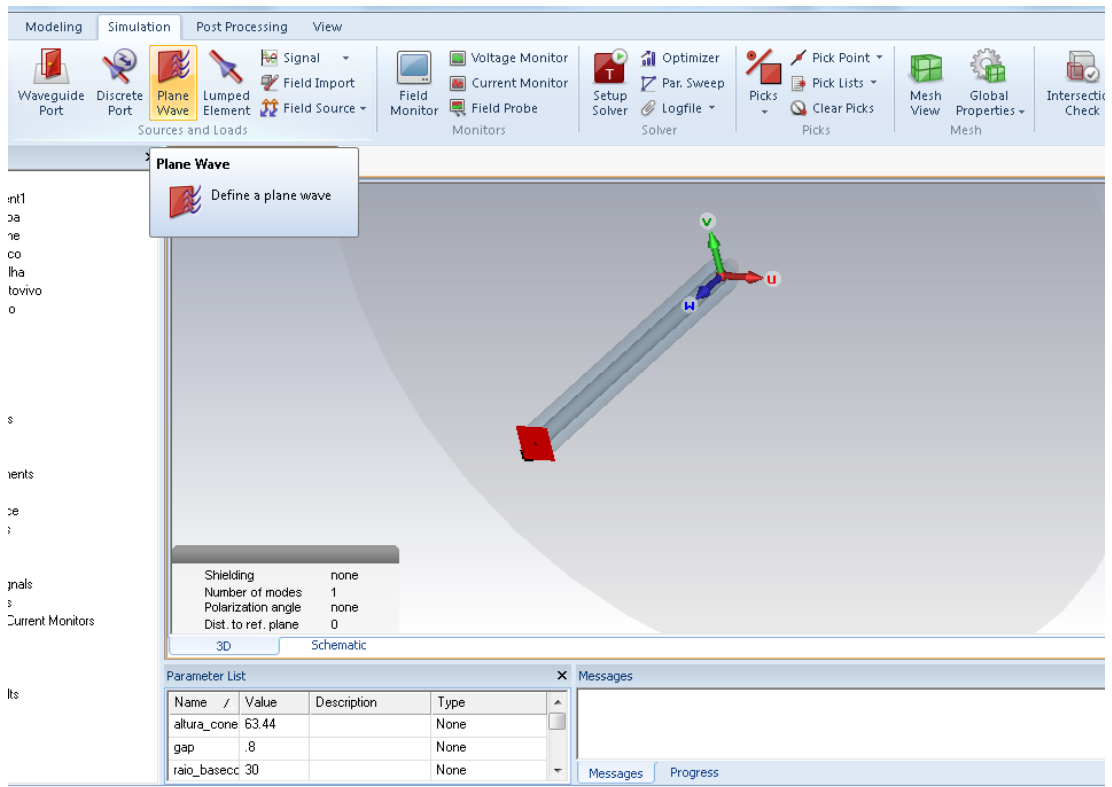 Modeling Simulation Post Processing View
Waveguide Port
Discrete Port
Plane Wave
Lumped Element
Signal
Field Import
Field Source
Sources and Loads
Field Monitor
Voltage Monitor
Current Monitor
Field Probe
Monitors
Setup Solver
Optimizer
Par. Sweep
Logfile
Solver
Picks
Pick Point
Pick Lists
Clear Picks
Picks
Mesh View
Global Properties
Mesh
Intersectio
Check
Plane Wave
Define a plane wave
ent1
oa
ne
co
lha
tovivo
o
s
nents
ce
s
gnals
s
Current Monitors
lts
v
u
w
Shielding none
Number of modes 1
Polarization angle none
Dist. to ref. plane 0
3D Schematic
Parameter List
Name / Value Description Type
altura_cone 63.44 None
gap .8 None
raio_basecc 30 None
Messages
Messages Progress